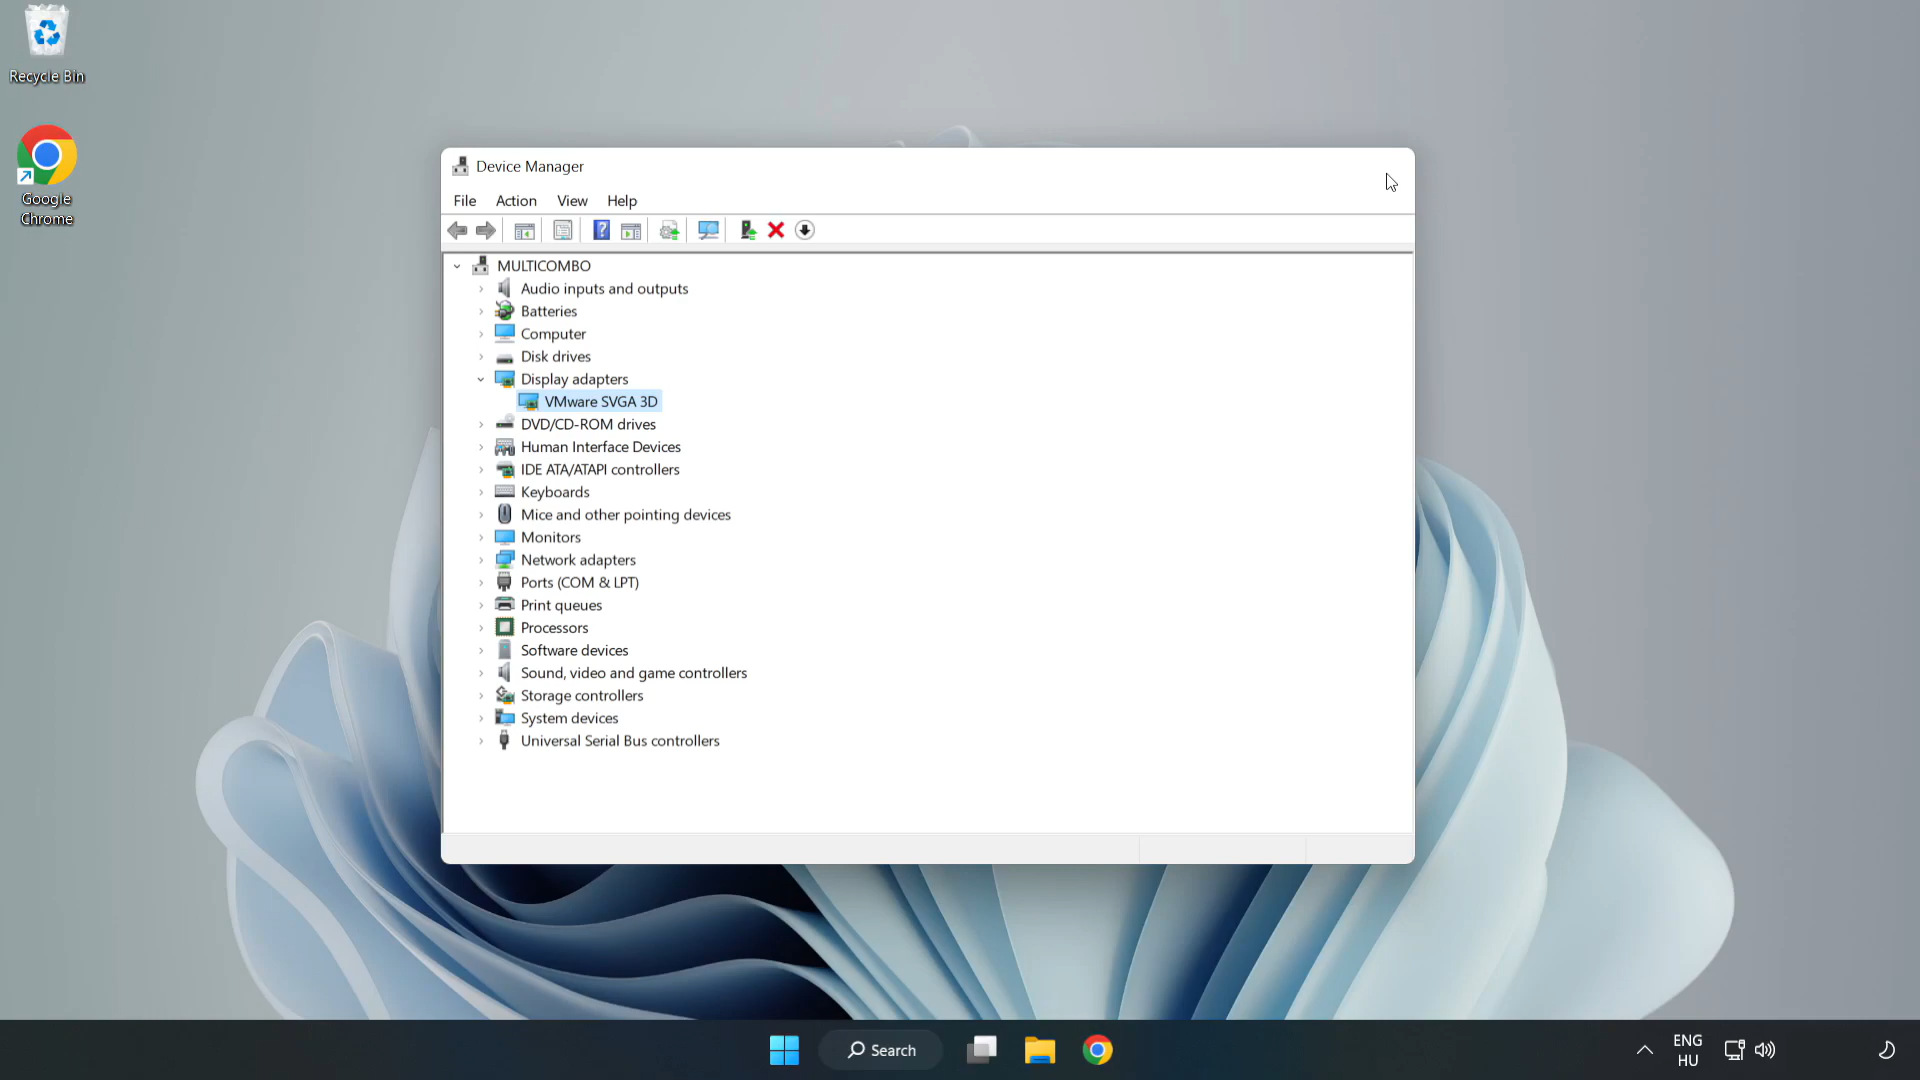 Recycle Bin
Google
Chrome
Device Manager
File Action View Help
MULTICOMBO
Audio inputs and outputs
Batteries
Computer
Disk drives
Display adapters
VMware SVGA 3D
DVD/CD-ROM drives
Human Interface Devices
IDE ATA/ATAPI controllers
Keyboards
Mice and other pointing devices
Monitors
Network adapters
Ports (COM & LPT)
Print queues
Processors
Software devices
Sound, video and game controllers
Storage controllers
System devices
Universal Serial Bus controllers
Search
ENG
HU